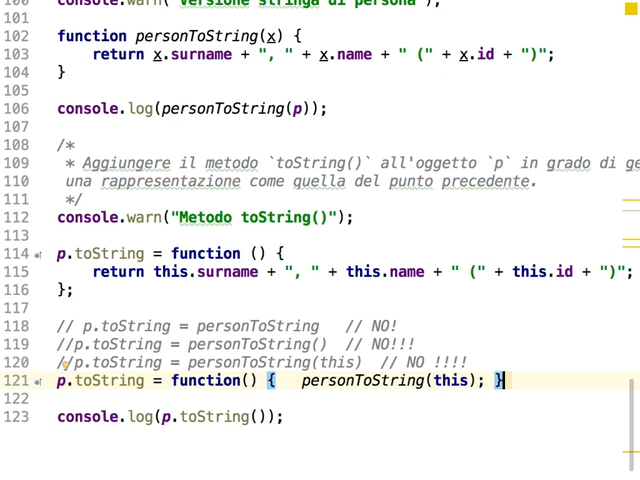 100 console.warn("Versione stringa di persona");
101
102 function personToString(x) {
103 return x.surname + ", " + x.name + " (" + x.id + ")";
104 }
105
106 console.log(personToString(p));
107
108 /*
109 * Aggiungere il metodo `toString()` all'oggetto `p` in grado di ge
110 una rappresentazione come quella del punto precedente.
111 */
112 console.warn("Metodo toString()");
113
114 p.toString = function () {
115 return this.surname + ", " + this.name + " (" + this.id + ")";
116 };
117
118 // p.toString = personToString // NO!
119 //p.toString = personToString() // NO!!!
120 //p.toString = personToString(this) // NO !!!!
121 p.toString = function() { personToString(this); }
122
123 console.log(p.toString());